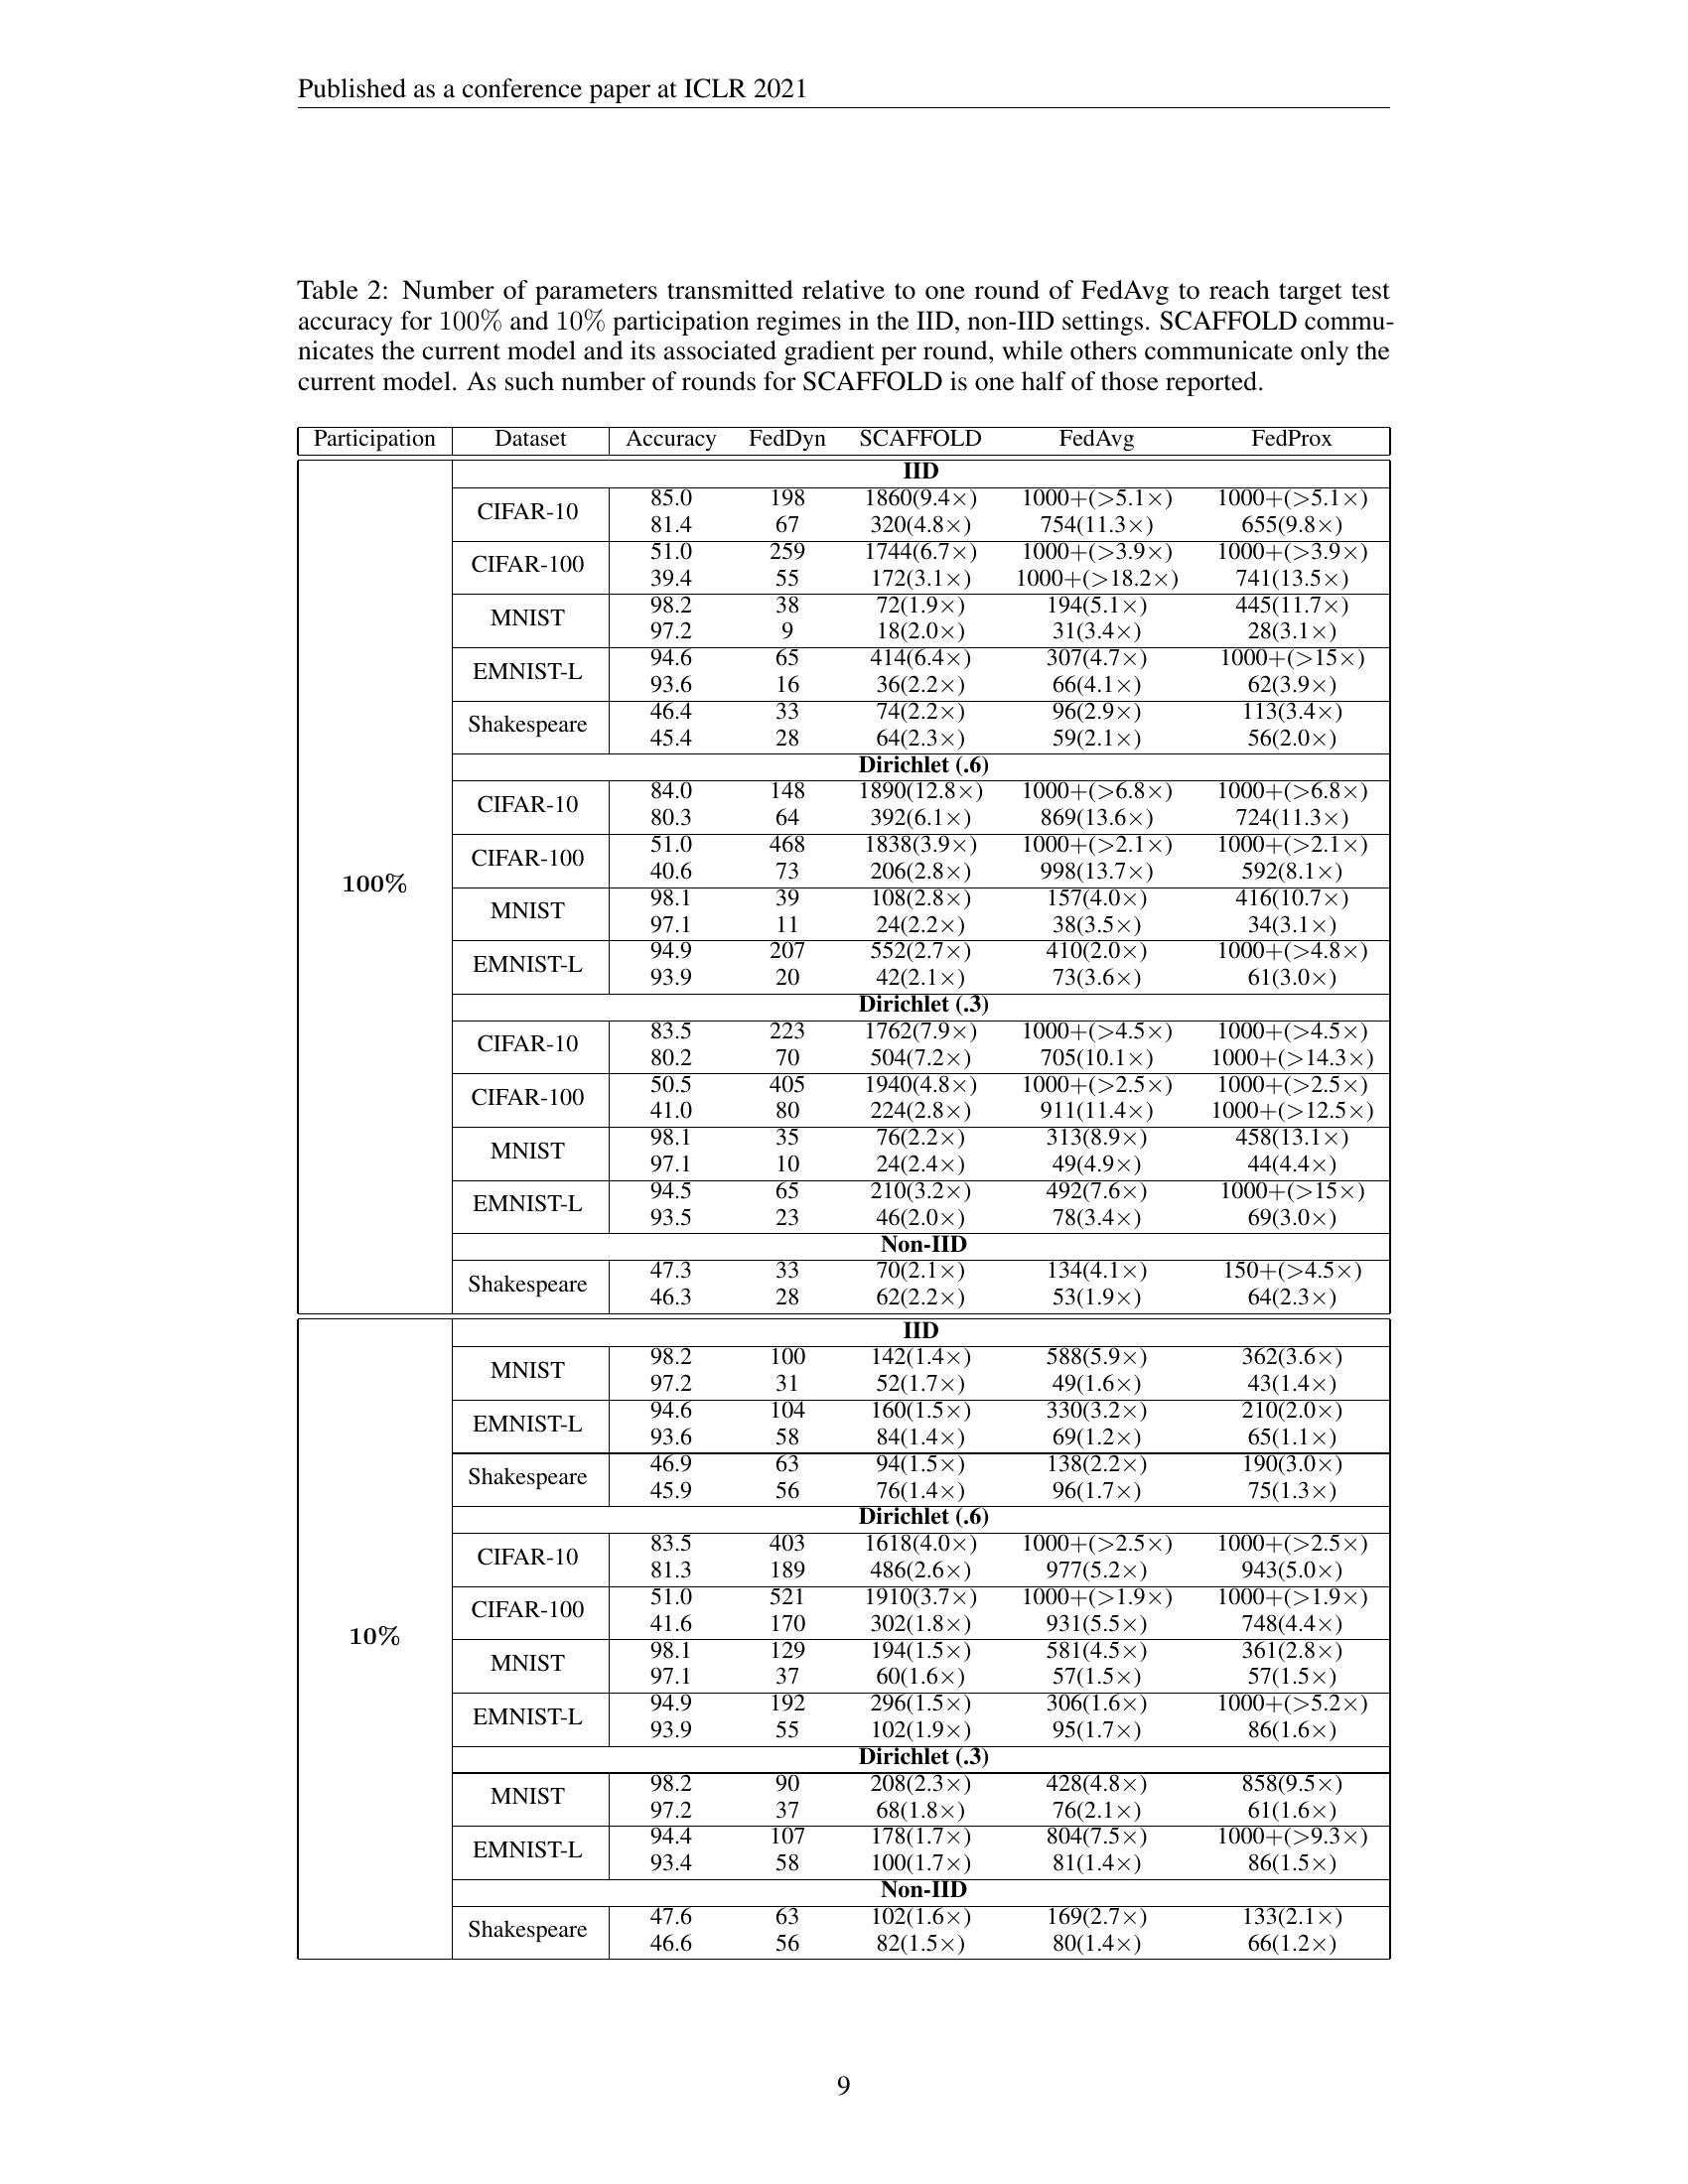 Published as a conference paper at ICLR 2021
Table 2: Number of parameters transmitted relative to one round of FedAvg to reach target test
accuracy for 100% and 10% participation regimes in the IID, non-IID settings. SCAFFOLD commu-
nicates the current model and its associated gradient per round, while others communicate only the
current model. As such number of rounds for SCAFFOLD is one half of those reported.
Participation Dataset Accuracy FedDyn SCAFFOLD FedAvg FedProx
100%
IID
CIFAR-10
85.0 198 1860(9.4×) 1000+(>5.1×) 1000+(>5.1×)
81.4 67 320(4.8×) 754(11.3×) 655(9.8×)
CIFAR-100
51.0 259 1744(6.7×) 1000+(>3.9×) 1000+(>3.9×)
39.4 55 172(3.1×) 1000+(>18.2×) 741(13.5×)
MNIST
98.2 38 72(1.9×) 194(5.1×) 445(11.7×)
97.2 9 18(2.0×) 31(3.4×) 28(3.1×)
EMNIST-L
94.6 65 414(6.4×) 307(4.7×) 1000+(>15×)
93.6 16 36(2.2×) 66(4.1×) 62(3.9×)
Shakespeare
46.4 33 74(2.2×) 96(2.9×) 113(3.4×)
45.4 28 64(2.3×) 59(2.1×) 56(2.0×)
Dirichlet (.6)
CIFAR-10
84.0 148 1890(12.8×) 1000+(>6.8×) 1000+(>6.8×)
80.3 64 392(6.1×) 869(13.6×) 724(11.3×)
CIFAR-100
51.0 468 1838(3.9×) 1000+(>2.1×) 1000+(>2.1×)
40.6 73 206(2.8×) 998(13.7×) 592(8.1×)
MNIST
98.1 39 108(2.8×) 157(4.0×) 416(10.7×)
97.1 11 24(2.2×) 38(3.5×) 34(3.1×)
EMNIST-L
94.9 207 552(2.7×) 410(2.0×) 1000+(>4.8×)
93.9 20 42(2.1×) 73(3.6×) 61(3.0×)
Dirichlet (.3)
CIFAR-10
83.5 223 1762(7.9×) 1000+(>4.5×) 1000+(>4.5×)
80.2 70 504(7.2×) 705(10.1×) 1000+(>14.3×)
CIFAR-100
50.5 405 1940(4.8×) 1000+(>2.5×) 1000+(>2.5×)
41.0 80 224(2.8×) 911(11.4×) 1000+(>12.5×)
MNIST
98.1 35 76(2.2×) 313(8.9×) 458(13.1×)
97.1 10 24(2.4×) 49(4.9×) 44(4.4×)
EMNIST-L
94.5 65 210(3.2×) 492(7.6×) 1000+(>15×)
93.5 23 46(2.0×) 78(3.4×) 69(3.0×)
Non-IID
Shakespeare
47.3 33 70(2.1×) 134(4.1×) 150+(>4.5×)
46.3 28 62(2.2×) 53(1.9×) 64(2.3×)
10%
IID
MNIST
98.2 100 142(1.4×) 588(5.9×) 362(3.6×)
97.2 31 52(1.7×) 49(1.6×) 43(1.4×)
EMNIST-L
94.6 104 160(1.5×) 330(3.2×) 210(2.0×)
93.6 58 84(1.4×) 69(1.2×) 65(1.1×)
Shakespeare
46.9 63 94(1.5×) 138(2.2×) 190(3.0×)
45.9 56 76(1.4×) 96(1.7×) 75(1.3×)
Dirichlet (.6)
CIFAR-10
83.5 403 1618(4.0×) 1000+(>2.5×) 1000+(>2.5×)
81.3 189 486(2.6×) 977(5.2×) 943(5.0×)
CIFAR-100
51.0 521 1910(3.7×) 1000+(>1.9×) 1000+(>1.9×)
41.6 170 302(1.8×) 931(5.5×) 748(4.4×)
MNIST
98.1 129 194(1.5×) 581(4.5×) 361(2.8×)
97.1 37 60(1.6×) 57(1.5×) 57(1.5×)
EMNIST-L
94.9 192 296(1.5×) 306(1.6×) 1000+(>5.2×)
93.9 55 102(1.9×) 95(1.7×) 86(1.6×)
Dirichlet (.3)
MNIST
98.2 90 208(2.3×) 428(4.8×) 858(9.5×)
97.2 37 68(1.8×) 76(2.1×) 61(1.6×)
EMNIST-L
94.4 107 178(1.7×) 804(7.5×) 1000+(>9.3×)
93.4 58 100(1.7×) 81(1.4×) 86(1.5×)
Non-IID
Shakespeare
47.6 63 102(1.6×) 169(2.7×) 133(2.1×)
46.6 56 82(1.5×) 80(1.4×) 66(1.2×)
9